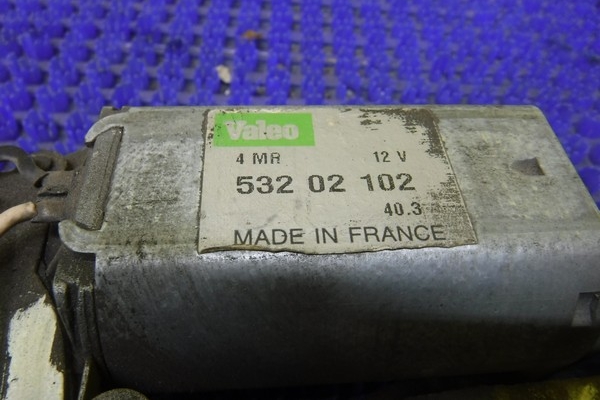 Valeo
4 MR 12 V
532 02 102
40.3
MADE IN FRANCE